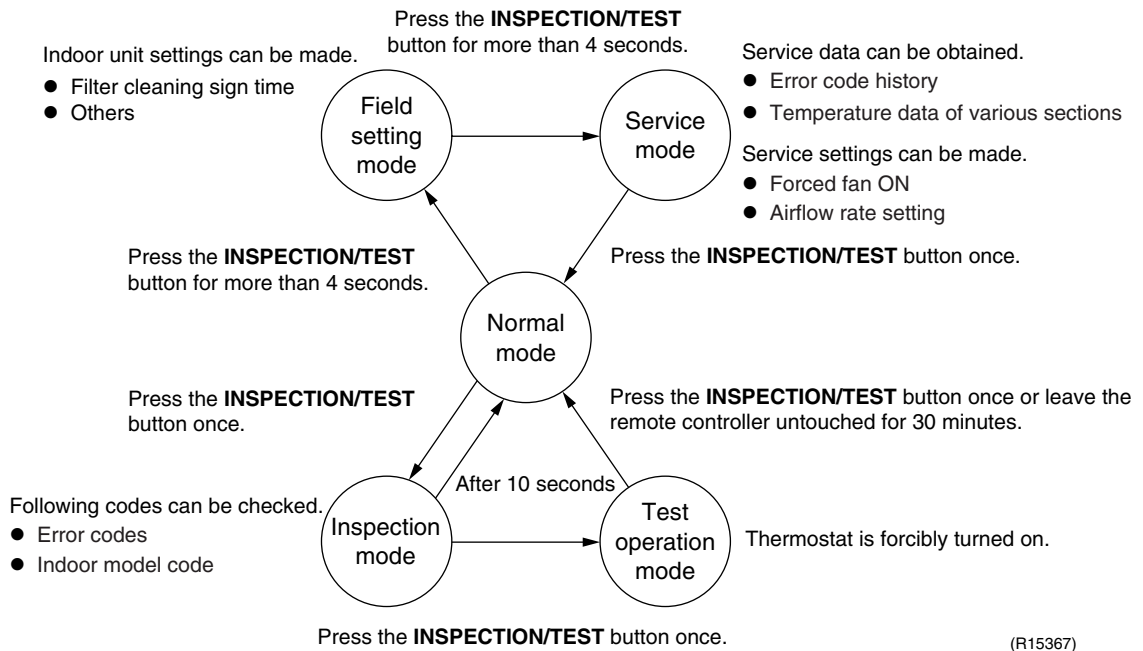 Press the INSPECTION/TEST
button for more than 4 seconds.
Indoor unit settings can be made.
● Filter cleaning sign time
● Others
Field
setting
mode
Service
mode
Service data can be obtained.
● Error code history
● Temperature data of various sections
Service settings can be made.
● Forced fan ON
● Airflow rate setting
Press the INSPECTION/TEST
button for more than 4 seconds.
Press the INSPECTION/TEST button once.
Normal
mode
Press the INSPECTION/TEST
button once.
Press the INSPECTION/TEST button once or leave the
remote controller untouched for 30 minutes.
After 10 seconds
Following codes can be checked.
● Error codes
● Indoor model code
Inspection
mode
Test
operation
mode
Thermostat is forcibly turned on.
Press the INSPECTION/TEST button once.
(R15367)